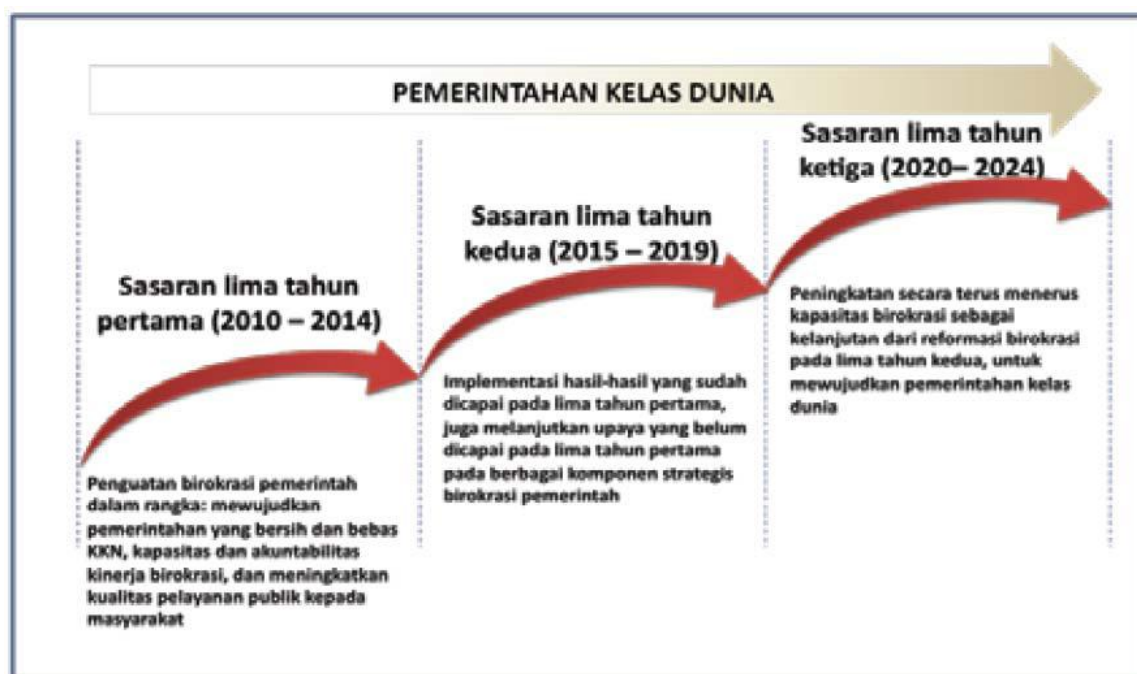 PEMERINTAHAN KELAS DUNIA
Sasaran lima tahun
pertama (2010 – 2014)
Penguatan birokrasi pemerintah
dalam rangka: mewujudkan
pemerintahan yang bersih dan bebas
KKN, kapasitas dan akuntabilitas
kinerja birokrasi, dan meningkatkan
kualitas pelayanan publik kepada
masyarakat
Sasaran lima tahun
kedua (2015 – 2019)
Implementasi hasil-hasil yang sudah
dicapai pada lima tahun pertama,
juga melanjutkan upaya yang belum
dicapai pada lima tahun pertama
pada berbagai komponen strategis
birokrasi pemerintah
Sasaran lima tahun
ketiga (2020– 2024)
Peningkatan secara terus menerus
kapasitas birokrasi sebagai
kelanjutan dari reformasi birokrasi
pada lima tahun kedua, untuk
mewujudkan pemerintahan kelas
dunia